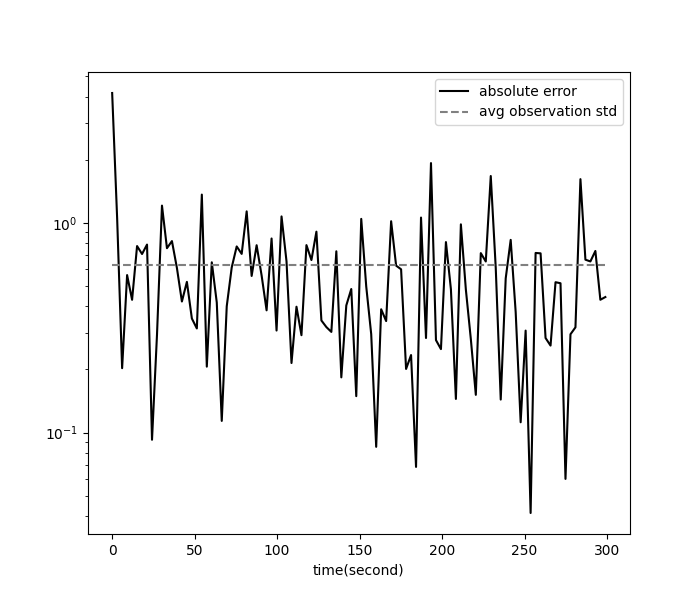 absolute error
avg observation std
10⁰
10⁻¹
0 50 100 150 200 250 300
time(second)